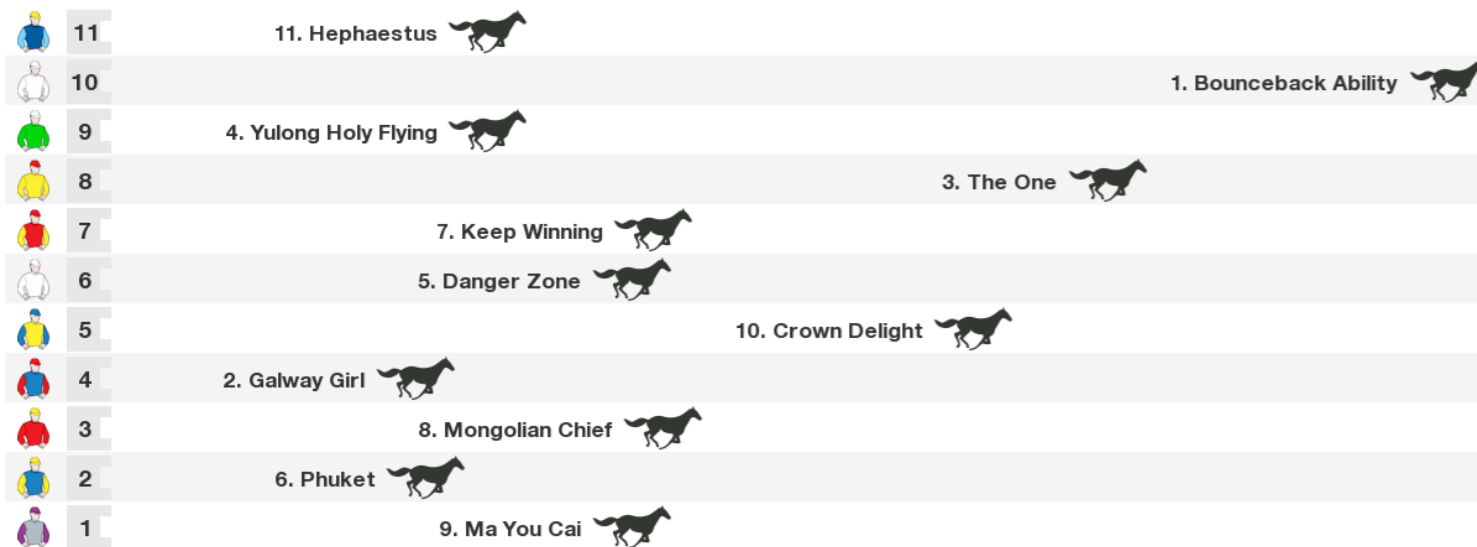 11 11. Hephaestus
10 1. Bounceback Ability
9 4. Yulong Holy Flying
8 3. The One
7 7. Keep Winning
6 5. Danger Zone
5 10. Crown Delight
4 2. Galway Girl
3 8. Mongolian Chief
2 6. Phuket
1 9. Ma You Cai